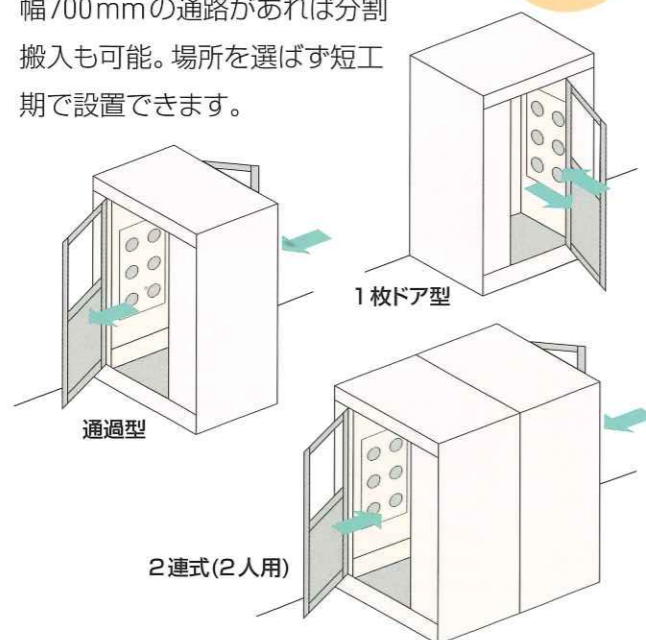 幅700mmの通路があれば分割
搬入も可能。場所を選ばず短工
期で設置できます。
1枚ドア型
通過型
2連式(2人用)